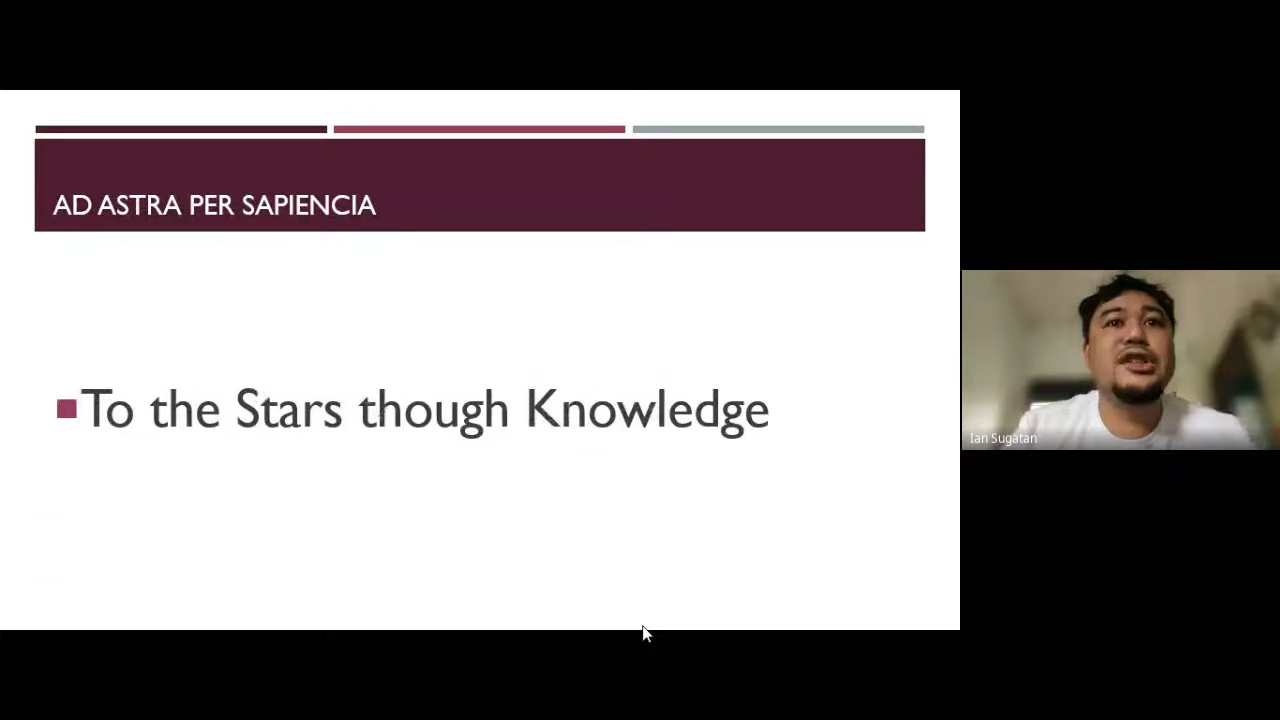 AD ASTRA PER SAPIENCIA
To the Stars though Knowledge
Ian Sugatan